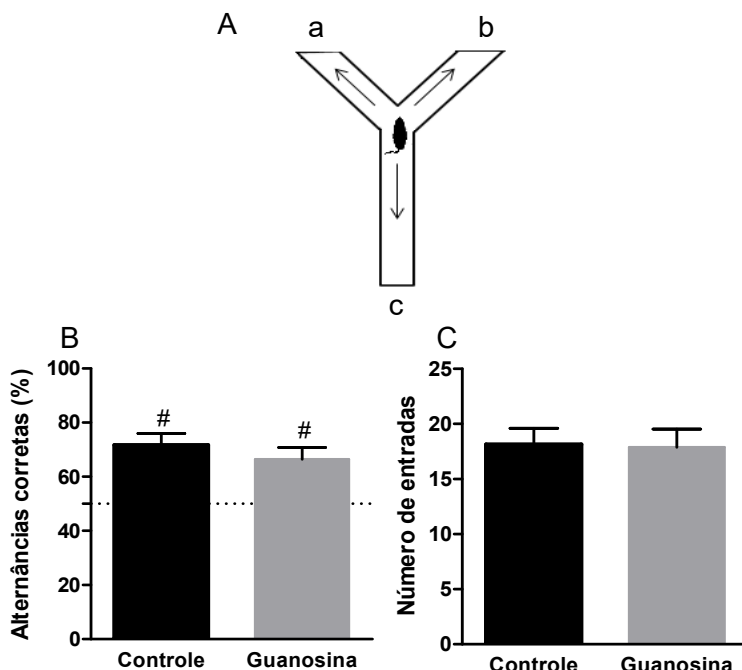 A
a
b
c
B
Alternâncias corretas (%)
100
80
60
40
20
0
#
#
Controle
Guanosina
C
Número de entradas
25
20
15
10
5
0
Controle
Guanosina